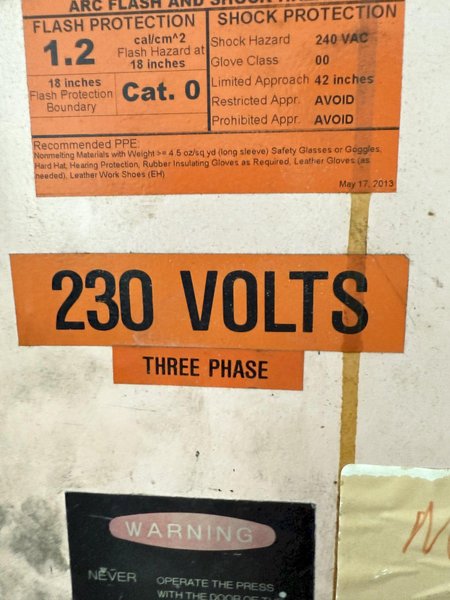 ARC FLASH AND SHOCK
FLASH PROTECTION
1.2 cal/cm^2
Flash Hazard at
18 inches
18 inches
Flash Protection
Boundary
Cat. 0
SHOCK PROTECTION
Shock Hazard 240 VAC
Glove Class 00
Limited Approach 42 inches
Restricted Appr. AVOID
Prohibited Appr. AVOID
Recommended PPE
Nonmelting Materials with Weight >= 4.5 oz/sq yd (long sleeve) Safety Glasses or Goggles,
Hard Hat, Hearing Protection, Rubber Insulating Gloves as Required, Leather Gloves (as
needed), Leather Work Shoes (EH)
May 17, 2013
230 VOLTS
THREE PHASE
WARNING
NEVER OPERATE THE PRESS
WITH THE DOOR OF